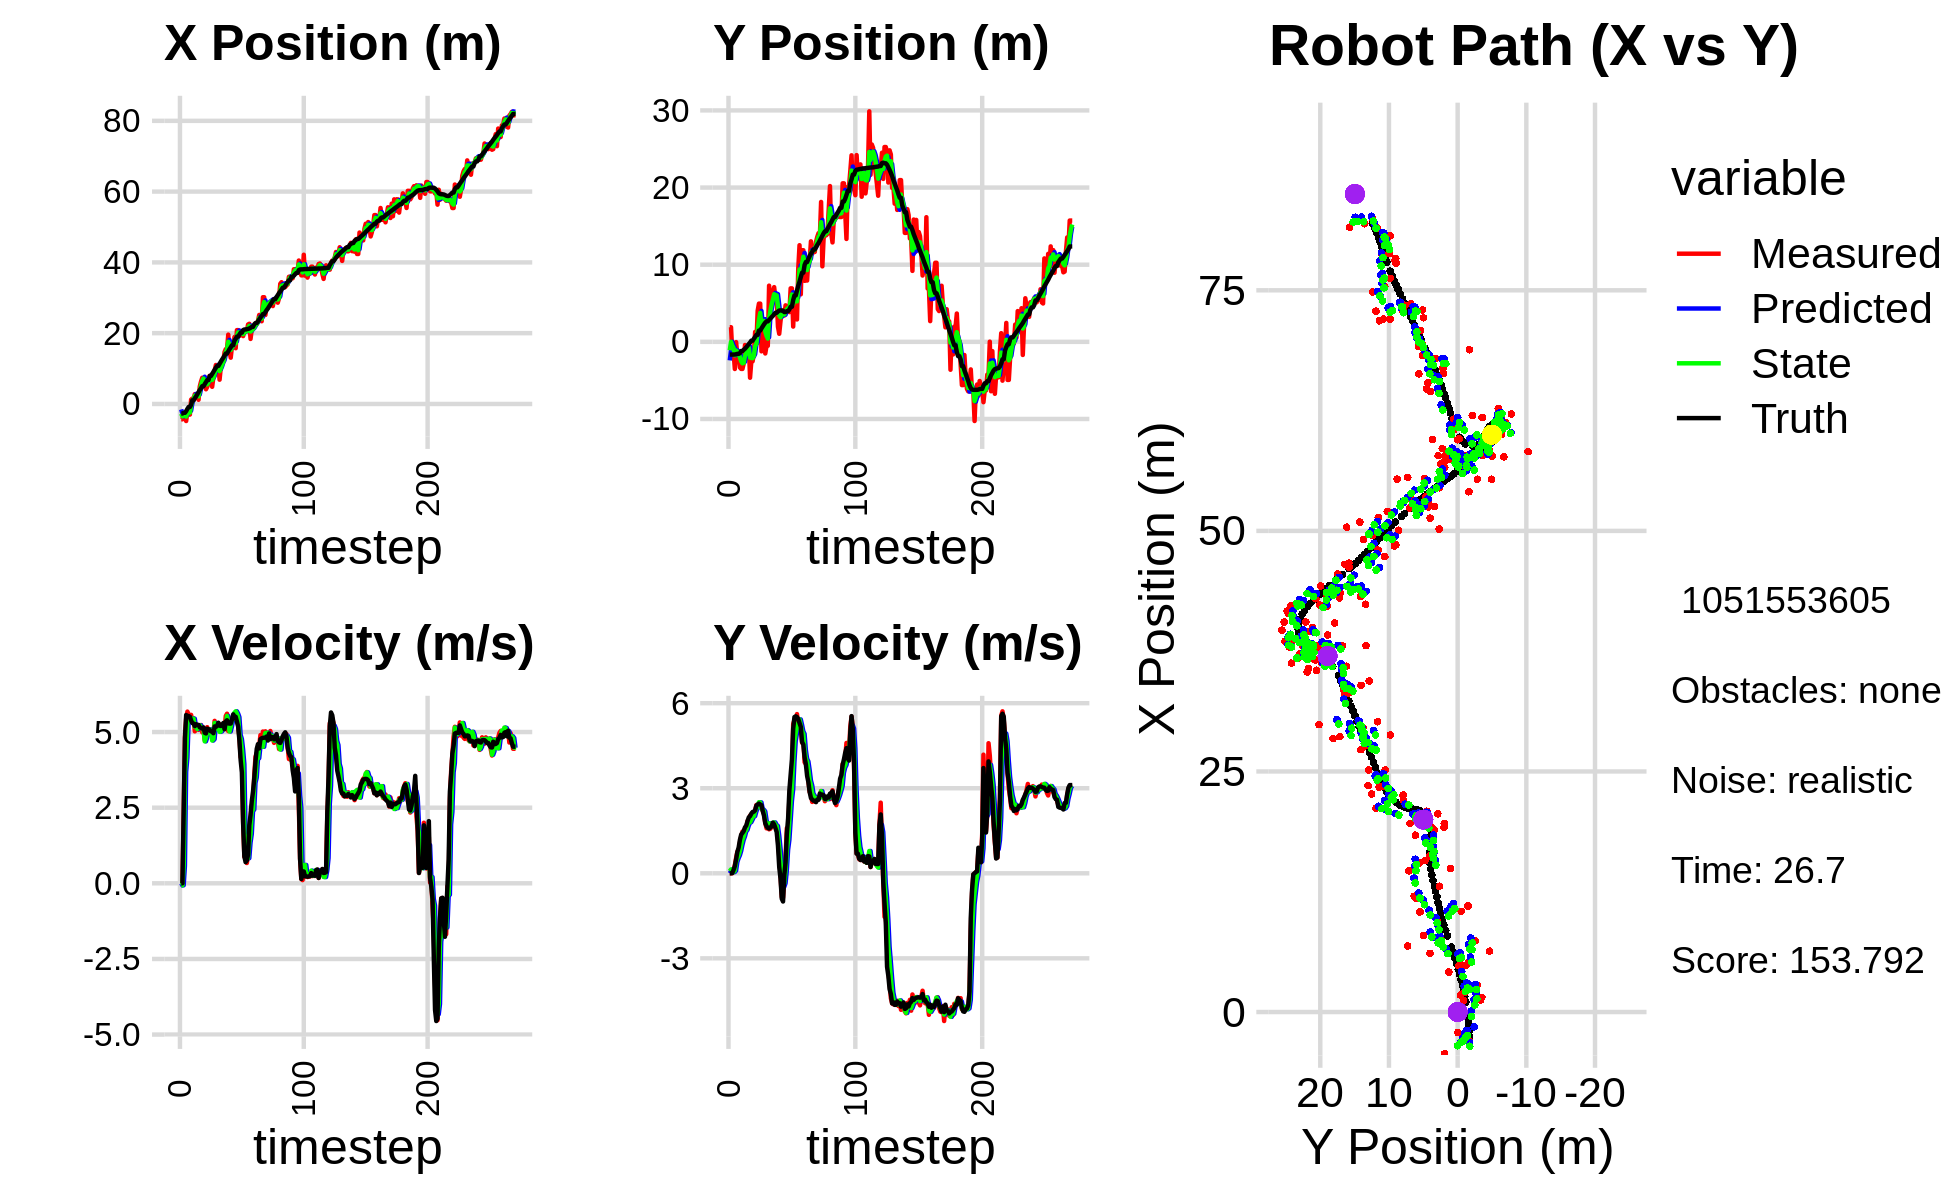 X Position (m)
80
60
40
20
0
0
100
200
timestep
Y Position (m)
30
20
10
0
-10
0
100
200
timestep
X Velocity (m/s)
5.0
2.5
0.0
-2.5
-5.0
0
100
200
timestep
Y Velocity (m/s)
6
3
0
-3
0
100
200
timestep
Robot Path (X vs Y)
X Position (m)
75
50
25
0
20 10 0 -10 -20
Y Position (m)
variable
Measured
Predicted
State
Truth
1051553605
Obstacles: none
Noise: realistic
Time: 26.7
Score: 153.792